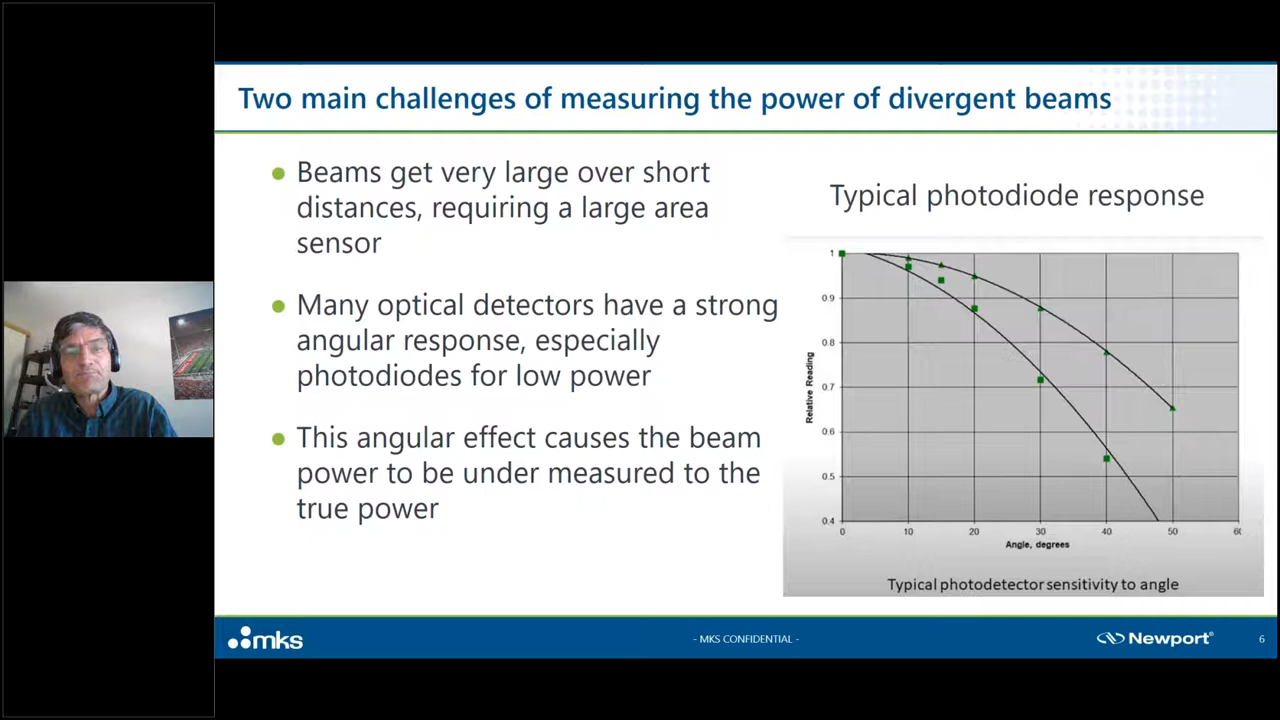 Two main challenges of measuring the power of divergent beams
● Beams get very large over short
distances, requiring a large area
sensor
● Many optical detectors have a strong
angular response, especially
photodiodes for low power
● This angular effect causes the beam
power to be under measured to the
true power
Typical photodiode response
1
0.9
0.8
0.7
0.6
0.5
0.4
Relative Reading
0 10 20 30 40 50
Angle, degrees
Typical photodetector sensitivity to angle
mks
- MKS CONFIDENTIAL -
Newport®
6